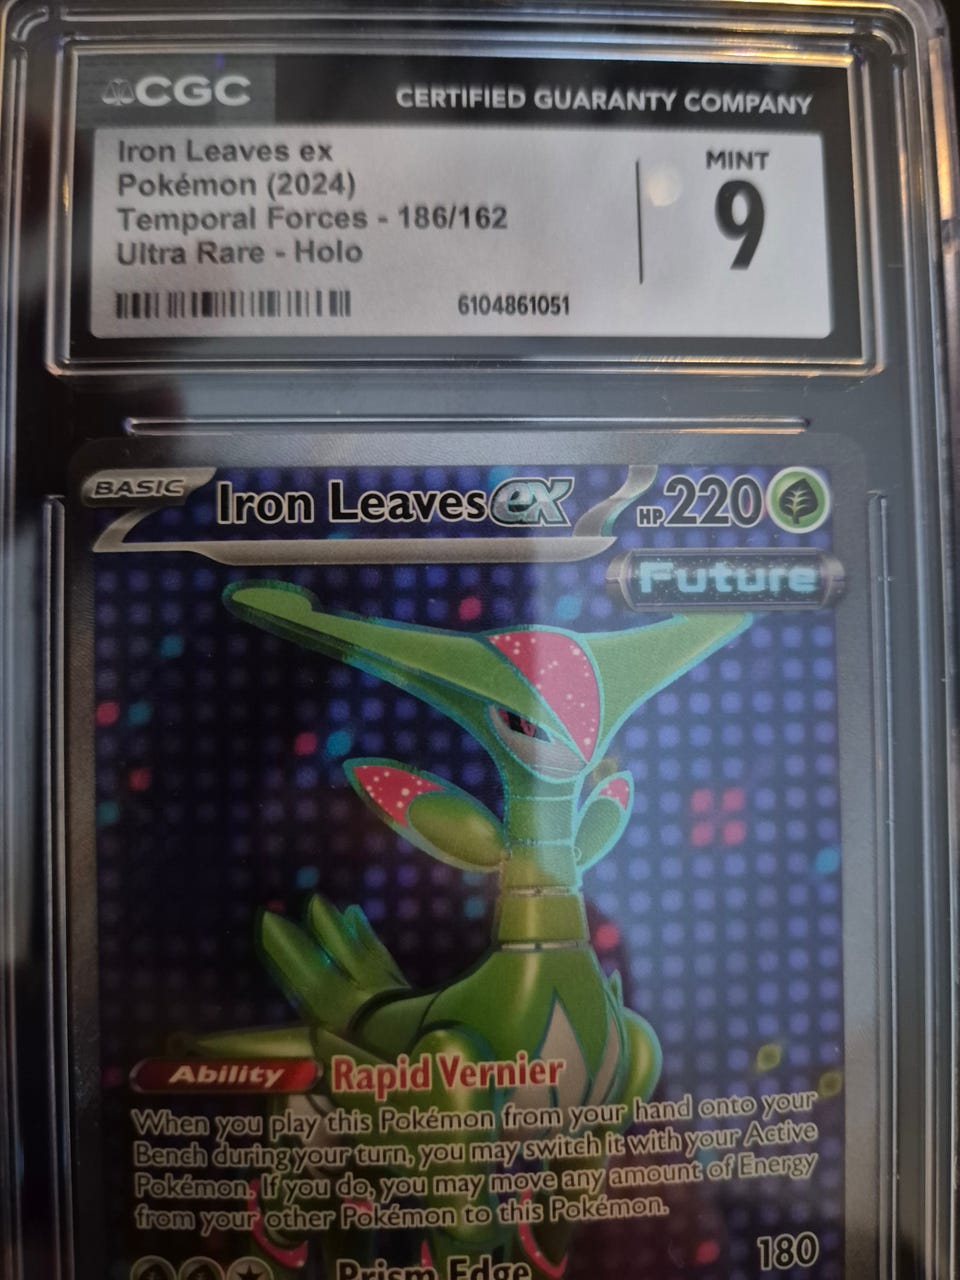 CGC
CERTIFIED GUARANTY COMPANY
Iron Leaves ex
Pokémon (2024)
Temporal Forces - 186/162
Ultra Rare - Holo
MINT
9
6104861051
BASIC
Iron Leaves ex HP 220
Future
Ability Rapid Vernier
When you play this Pokémon from your hand onto your
Bench during your turn, you may switch it with your Active
Pokémon. If you do, you may move any amount of Energy
from your other Pokémon to this Pokémon.
Prism Edge 180